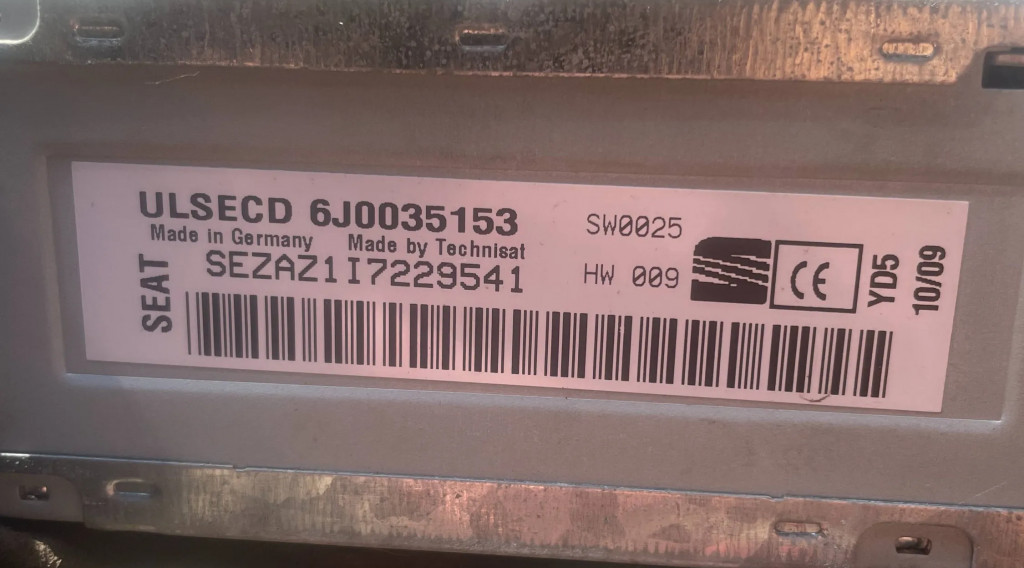 ULSECD 6J0035153
Made in Germany Made by Technisat
SEZAZ1I7229541
SEAT
SW0025
HW 009
CE
YD5
10/09